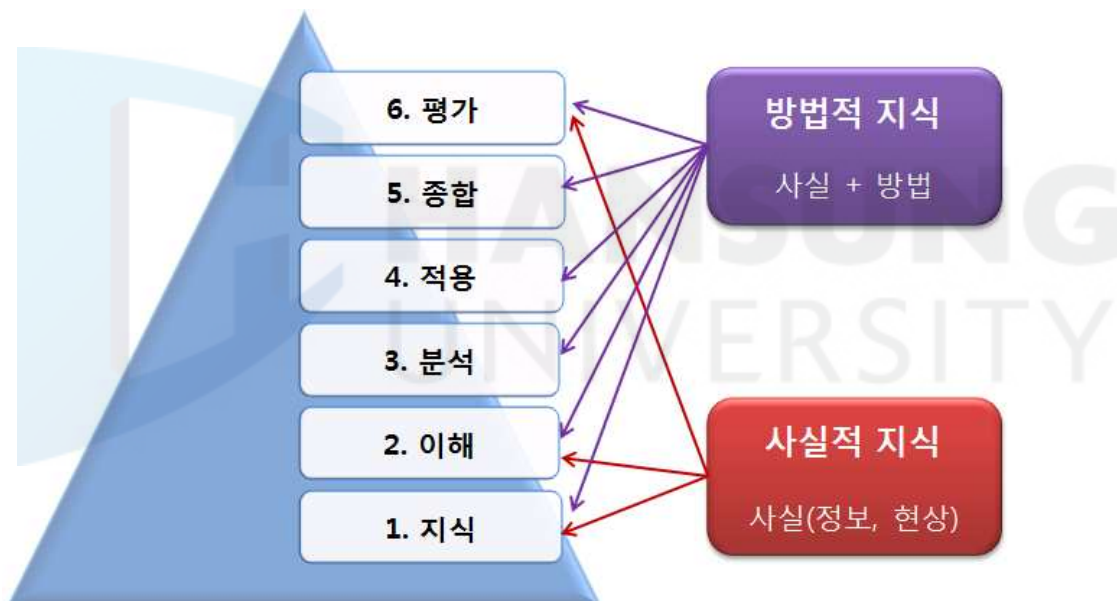 6. 평가
5. 종합
4. 적용
3. 분석
2. 이해
1. 지식
방법적 지식
사실 + 방법
사실적 지식
사실(정보, 현상)
HANSUNG
UNIVERSITY